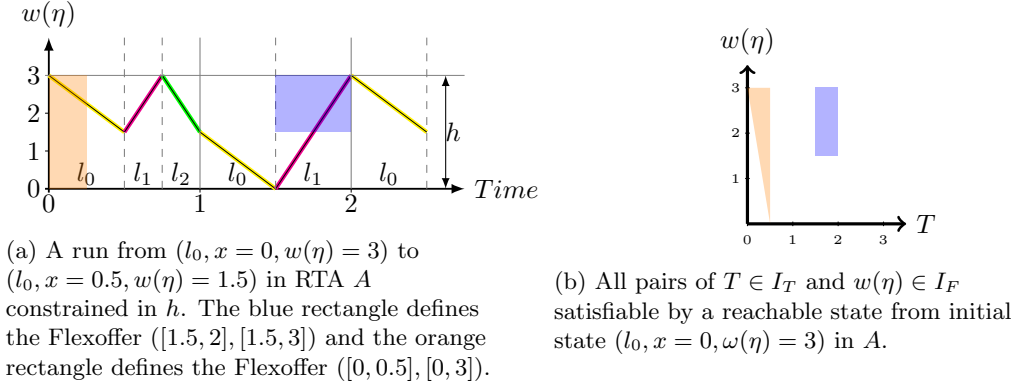 w(η)
3
2
1
0
l₀
l₁
l₂
l₀
l₁
l₀
h
Time
0
1
2
(a) A run from (l₀, x = 0, w(η) = 3) to
(l₀, x = 0.5, w(η) = 1.5) in RTA A
constrained in h. The blue rectangle defines
the Flexoffer ([1.5, 2], [1.5, 3]) and the orange
rectangle defines the Flexoffer ([0, 0.5], [0, 3]).
w(η)
3
2
1
T
0
1
2
3
(b) All pairs of T ∈ I_T and w(η) ∈ I_F
satisfiable by a reachable state from initial
state (l₀, x = 0, ω(η) = 3) in A.